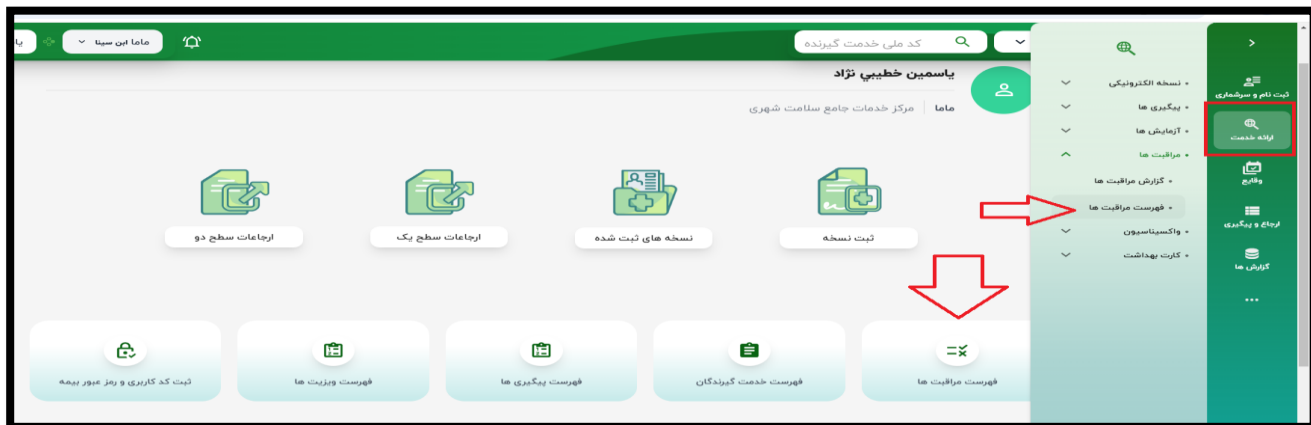 ثبت نام و سرشماری
ارائه خدمت
وقایع
ارجاع و پیگیری
گزارش ها
نسخه الکترونیکی
پیگیری ها
آزمایش ها
مراقبت ها
گزارش مراقبت ها
فهرست مراقبت ها
واکسیناسیون
کارت بهداشت
کد ملی خدمت گیرنده
ماما ابن سینا
یا
ياسمين خطيبي نژاد
ماما | مرکز خدمات جامع سلامت شهری
ثبت نسخه
نسخه های ثبت شده
ارجاعات سطح یک
ارجاعات سطح دو
فهرست مراقبت ها
فهرست خدمت گیرندگان
فهرست پیگیری ها
فهرست ویزیت ها
ثبت کد کاربری و رمز عبور بیمه